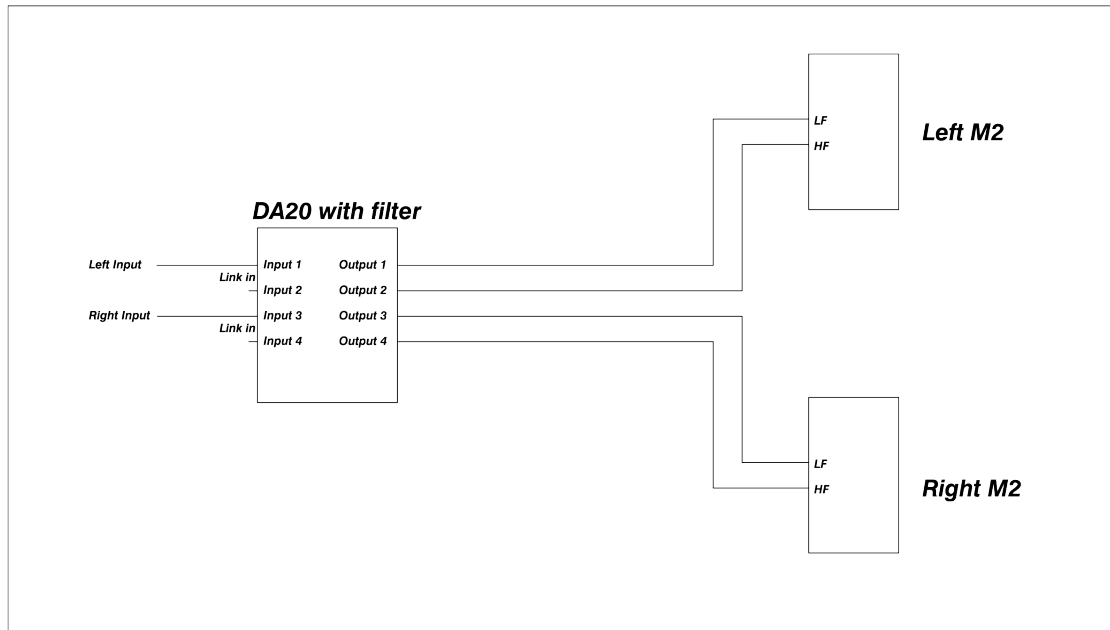 LF
Left M2
HF
DA20 with filter
Left Input
Input 1
Output 1
Link in
Input 2
Output 2
Right Input
Input 3
Output 3
Link in
Input 4
Output 4
LF
HF
Right M2